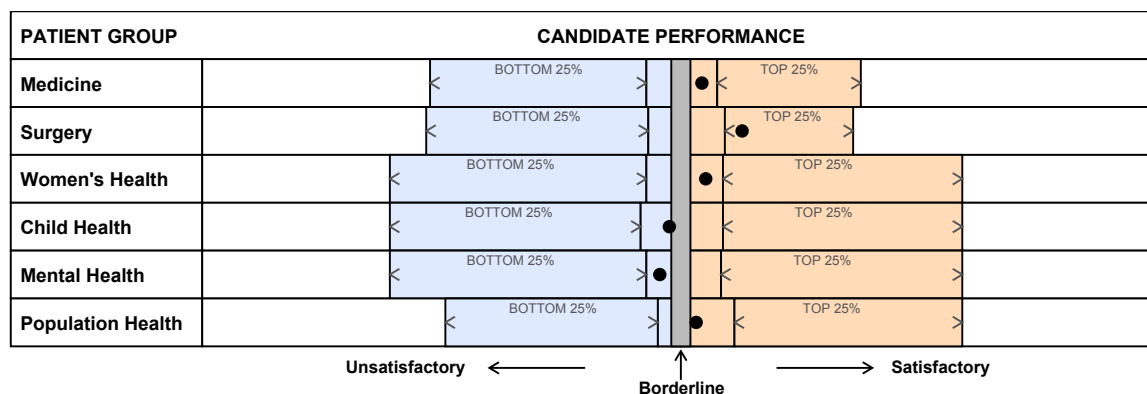 PATIENT GROUP CANDIDATE PERFORMANCE
Medicine BOTTOM 25% TOP 25%
Surgery BOTTOM 25% TOP 25%
Women's Health BOTTOM 25% TOP 25%
Child Health BOTTOM 25% TOP 25%
Mental Health BOTTOM 25% TOP 25%
Population Health BOTTOM 25% TOP 25%
Unsatisfactory Satisfactory
Borderline